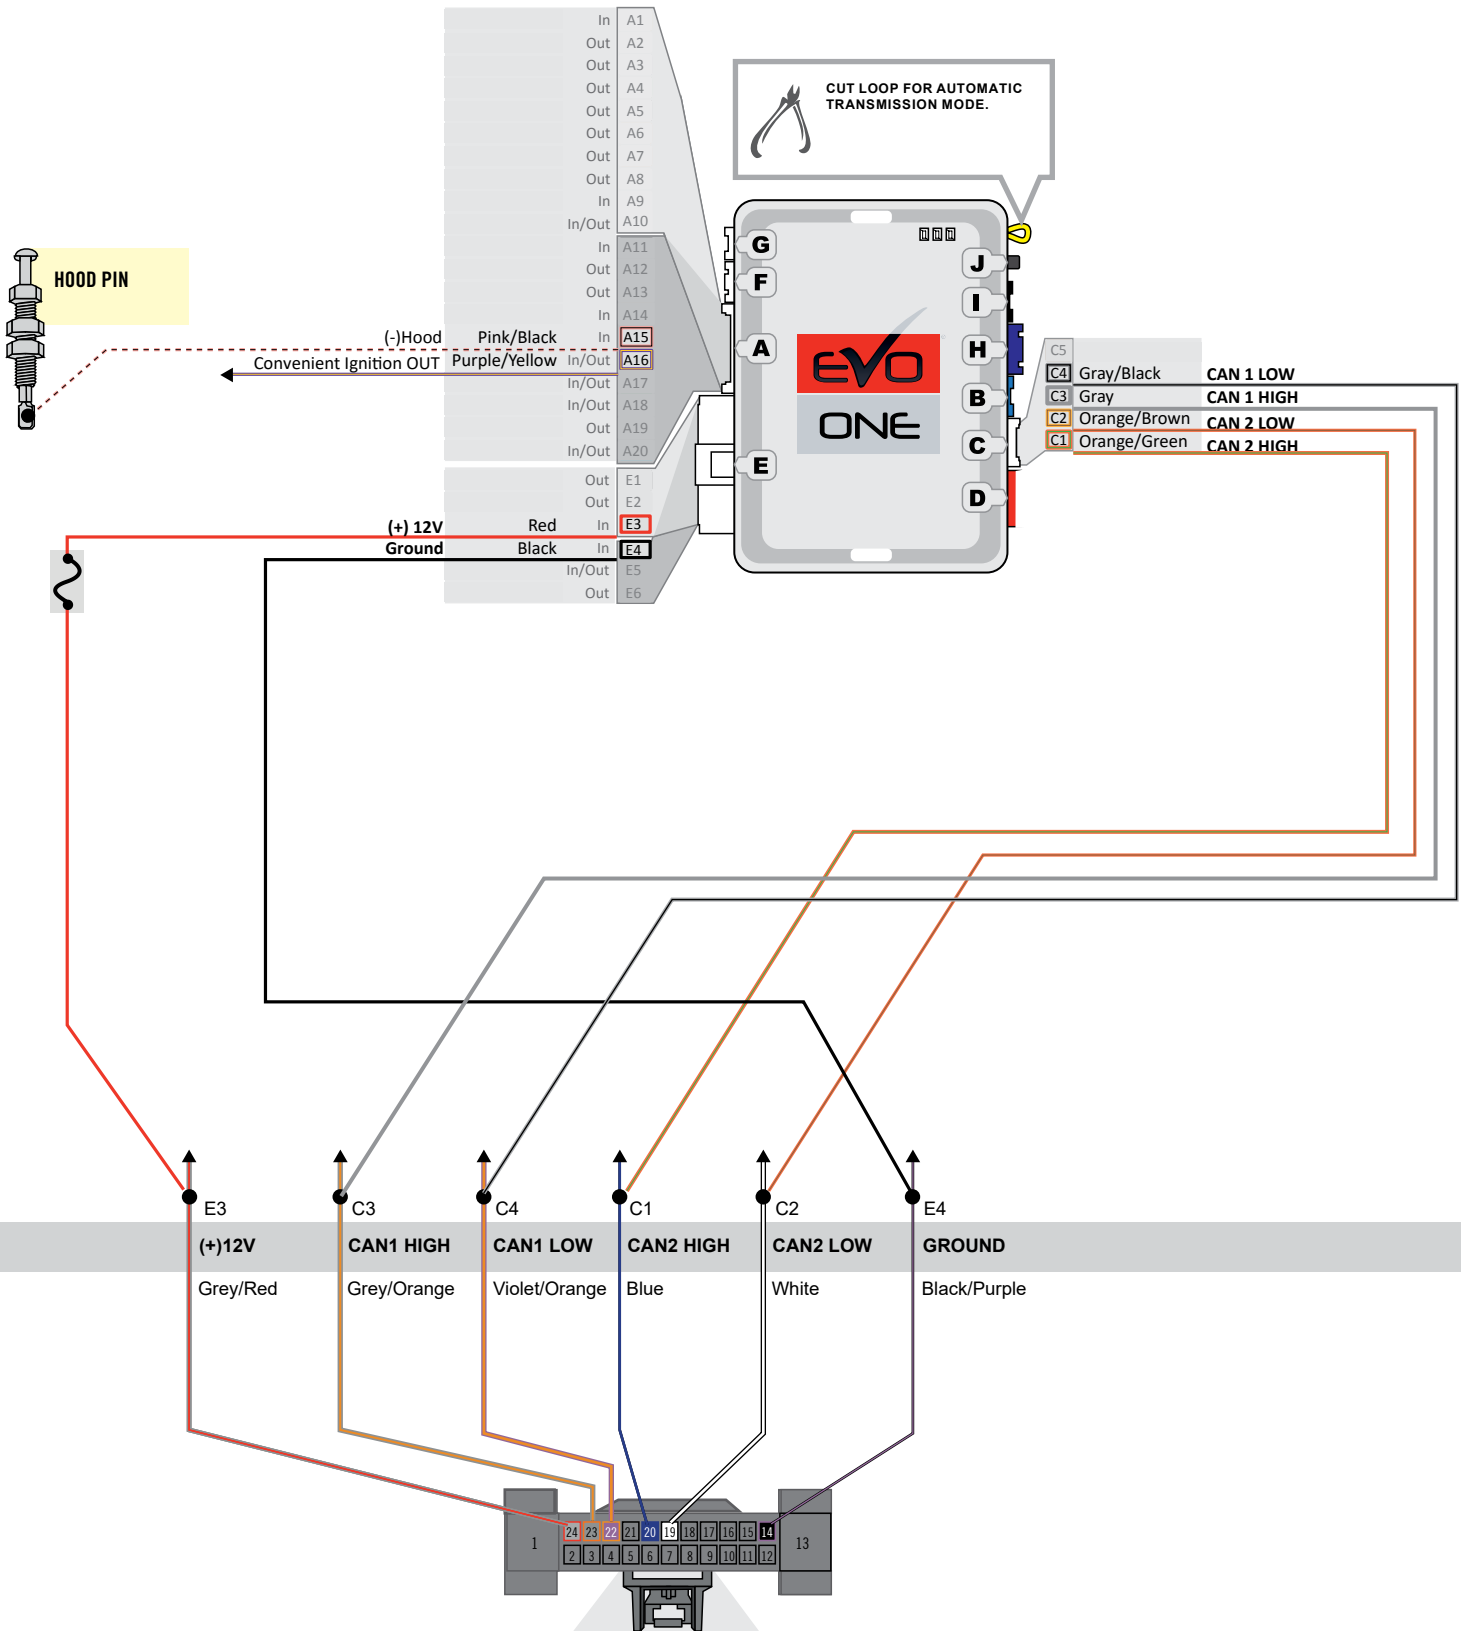 In A1
Out A2
Out A3
Out A4
Out A5
Out A6
Out A7
Out A8
In A9
In/Out A10
In A11
Out A12
Out A13
In A14
(-)Hood Pink/Black In A15
Convenient Ignition OUT Purple/Yellow In/Out A16
In/Out A17
In/Out A18
Out A19
In/Out A20
Out E1
Out E2
(+) 12V Red In E3
Ground Black In E4
In/Out E5
Out E6
HOOD PIN
CUT LOOP FOR AUTOMATIC
TRANSMISSION MODE.
G
F
A
E
J
I
H
B
C
D
EVO
ONE
C5
C4 Gray/Black CAN 1 LOW
C3 Gray CAN 1 HIGH
C2 Orange/Brown CAN 2 LOW
C1 Orange/Green CAN 2 HIGH
E3 C3 C4 C1 C2 E4
(+)12V CAN1 HIGH CAN1 LOW CAN2 HIGH CAN2 LOW GROUND
Grey/Red Grey/Orange Violet/Orange Blue White Black/Purple
1 24 23 22 21 20 19 18 17 16 15 14 13
2 3 4 5 6 7 8 9 10 11 12